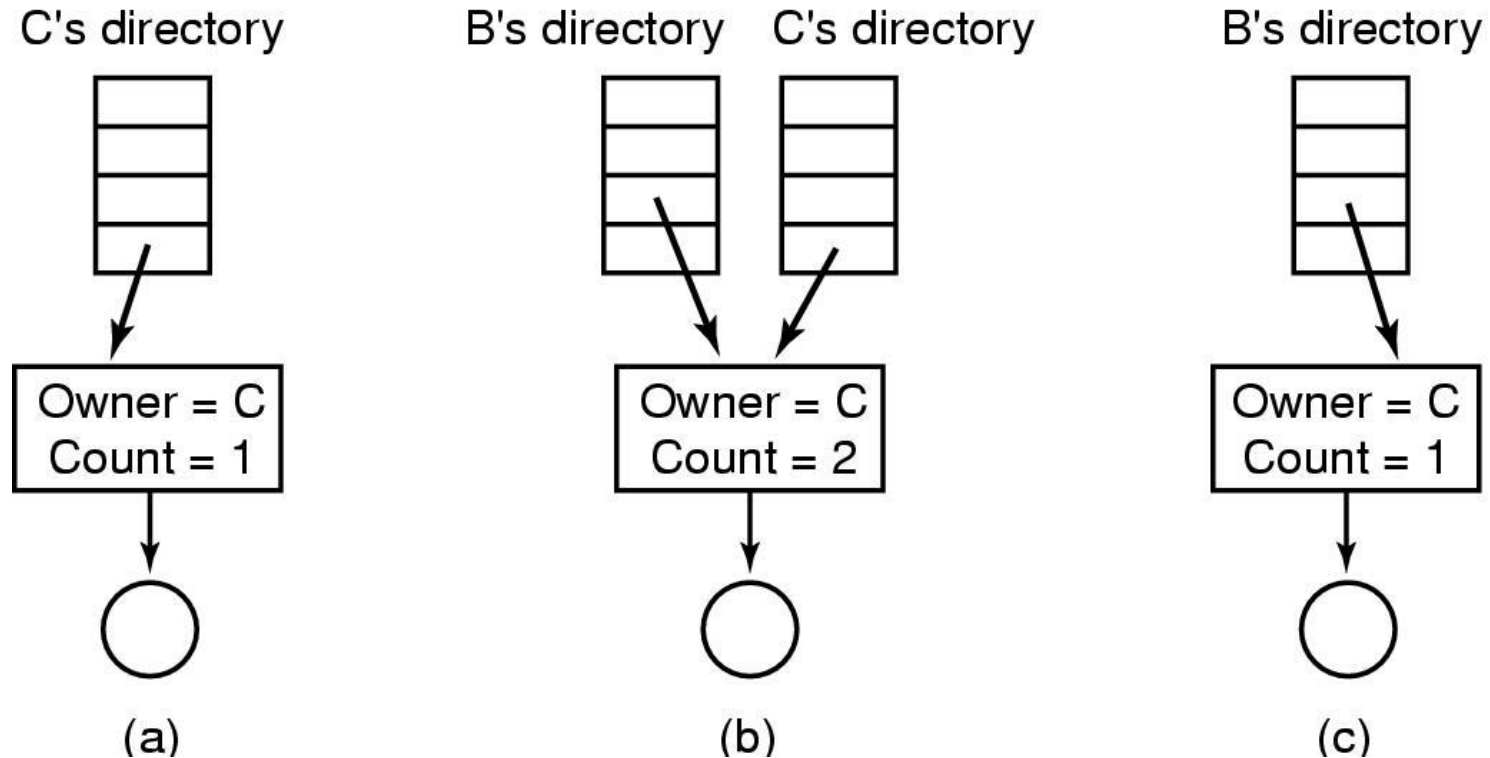 C's directory
B's directory
C's directory
B's directory
Owner = C
Count = 1
Owner = C
Count = 2
Owner = C
Count = 1
(a)
(b)
(c)